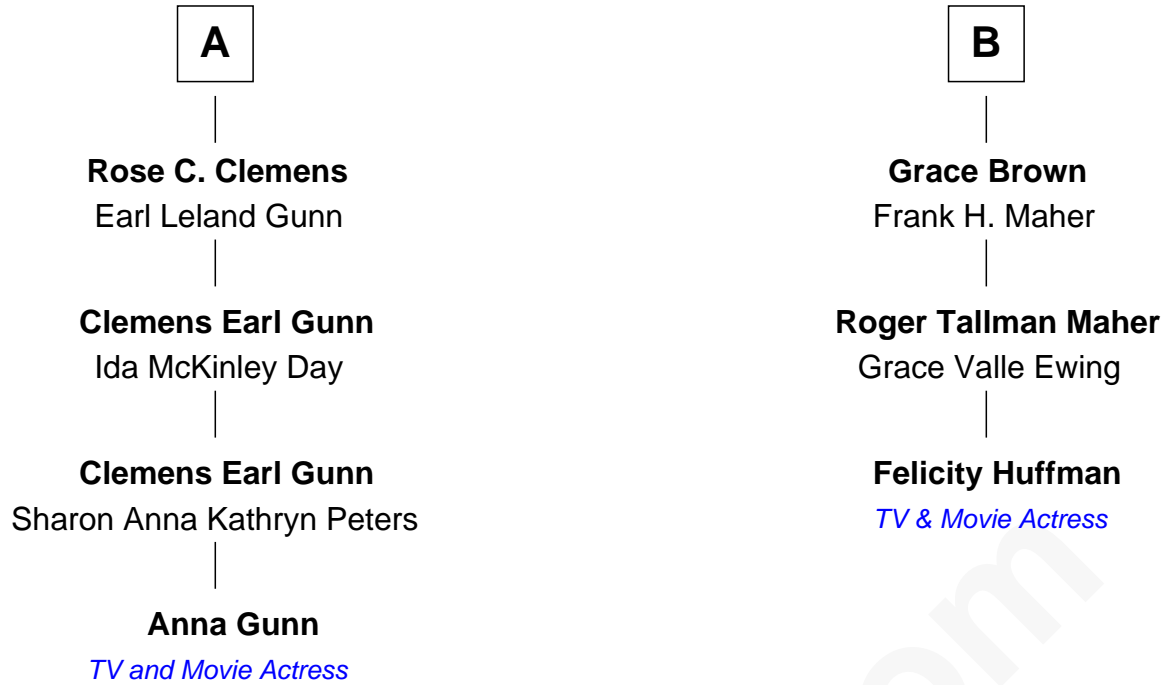 A
Rose C. Clemens
Earl Leland Gunn
Clemens Earl Gunn
Ida McKinley Day
Clemens Earl Gunn
Sharon Anna Kathryn Peters
Anna Gunn
TV and Movie Actress
B
Grace Brown
Frank H. Maher
Roger Tallman Maher
Grace Valle Ewing
Felicity Huffman
TV & Movie Actress
om